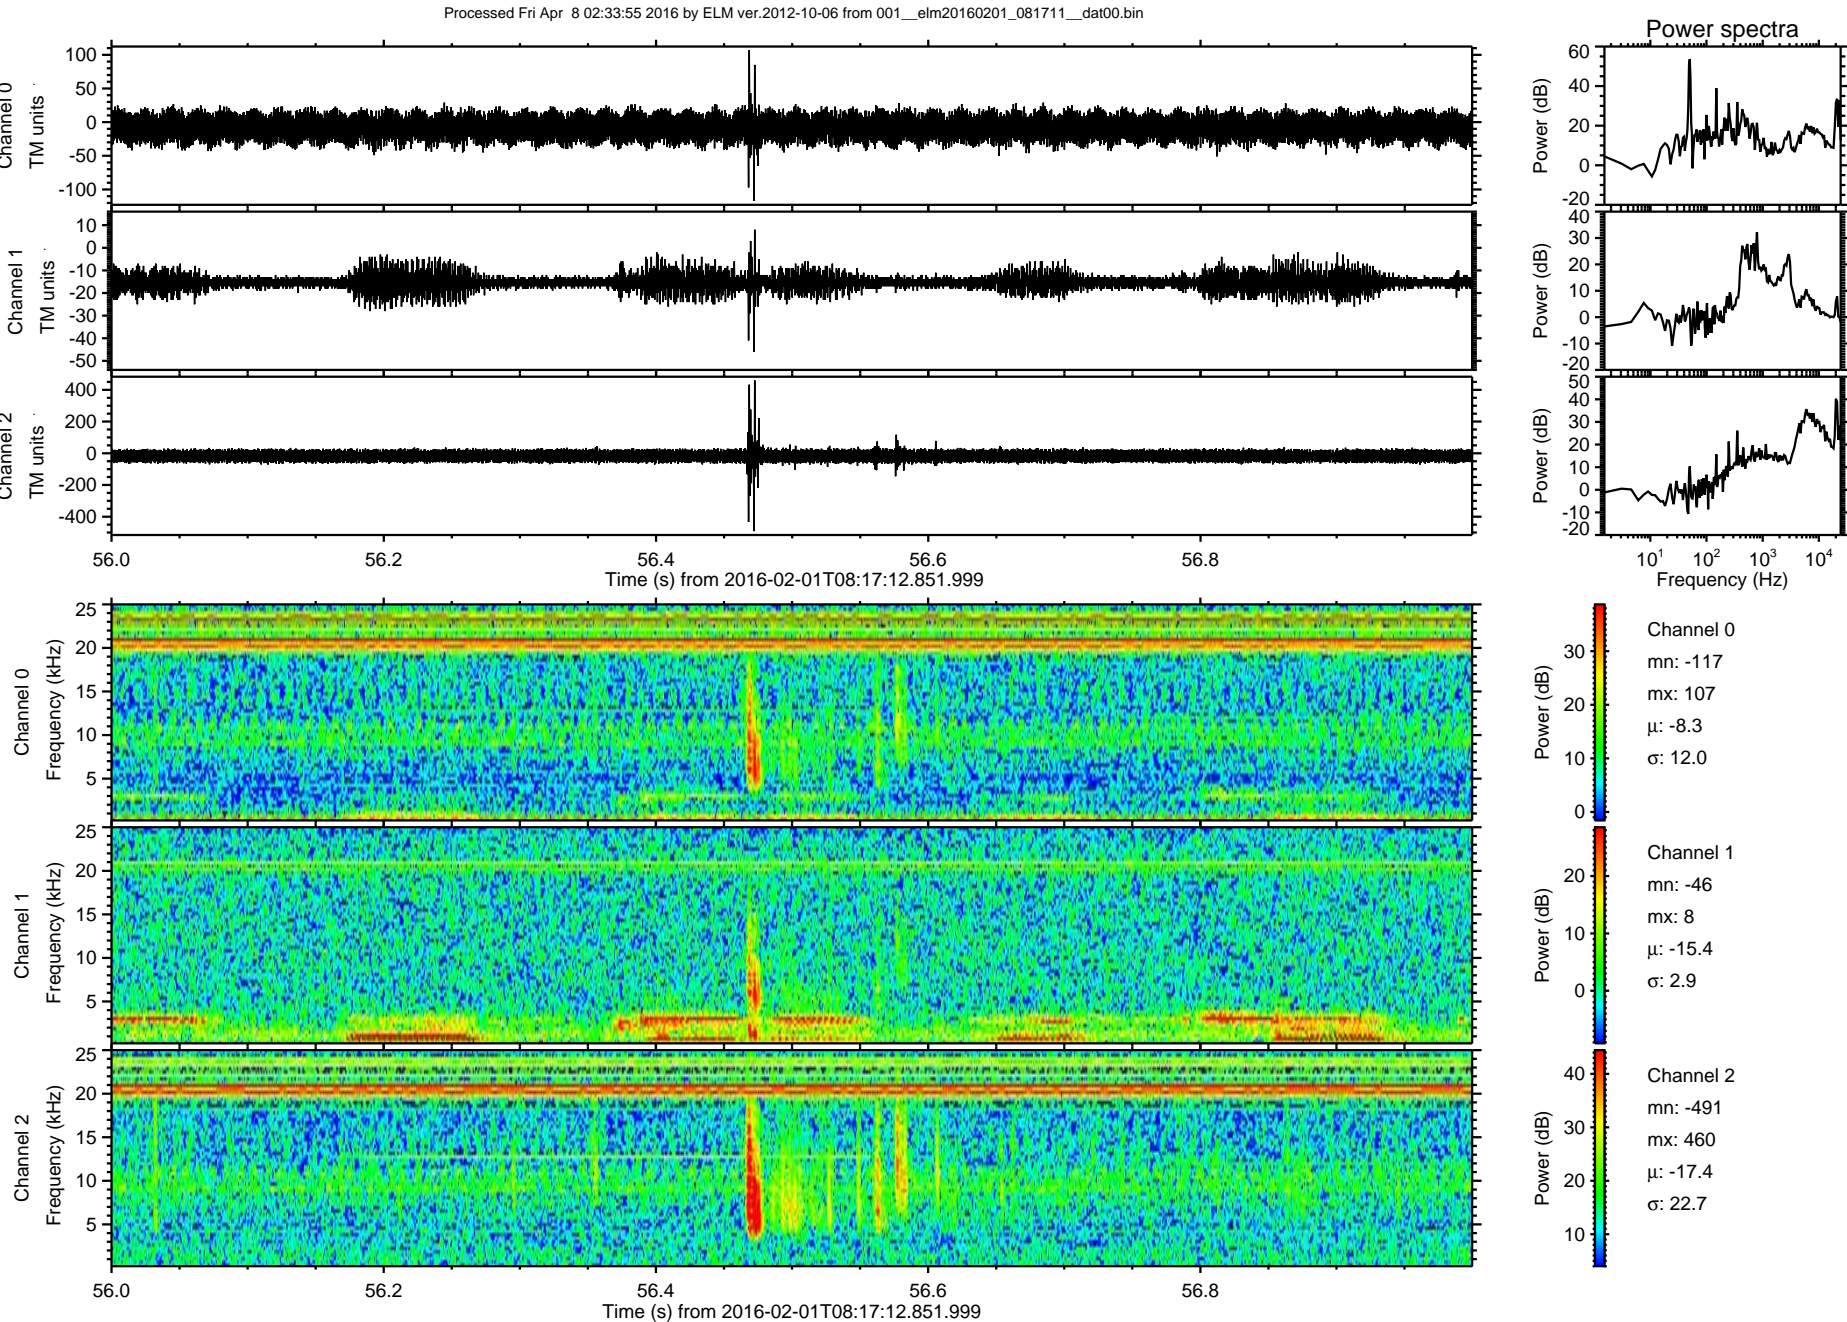 Processed Fri Apr  8 02:33:55 2016 by ELM ver.2012-10-06 from 001__elm20160201_081711__dat00.bin
Power spectra
Channel 0
TM units
100
50
0
-50
-100
Power (dB)
60
40
20
0
-20
Channel 1
TM units
10
0
-10
-20
-30
-40
-50
Power (dB)
40
30
20
10
0
-10
-20
Channel 2
TM units
400
200
0
-200
-400
Power (dB)
50
40
30
20
10
0
-10
-20
56.0 56.2 56.4 56.6 56.8
Time (s) from 2016-02-01T08:17:12.851.999
10^1 10^2 10^3 10^4
Frequency (Hz)
Channel 0
Frequency (kHz)
25
20
15
10
5
Power (dB)
30
20
10
0
Channel 0
mn: -117
mx: 107
μ: -8.3
σ: 12.0
Channel 1
Frequency (kHz)
25
20
15
10
5
Power (dB)
20
10
0
Channel 1
mn: -46
mx: 8
μ: -15.4
σ: 2.9
Channel 2
Frequency (kHz)
25
20
15
10
5
Power (dB)
40
30
20
10
Channel 2
mn: -491
mx: 460
μ: -17.4
σ: 22.7
56.0 56.2 56.4 56.6 56.8
Time (s) from 2016-02-01T08:17:12.851.999